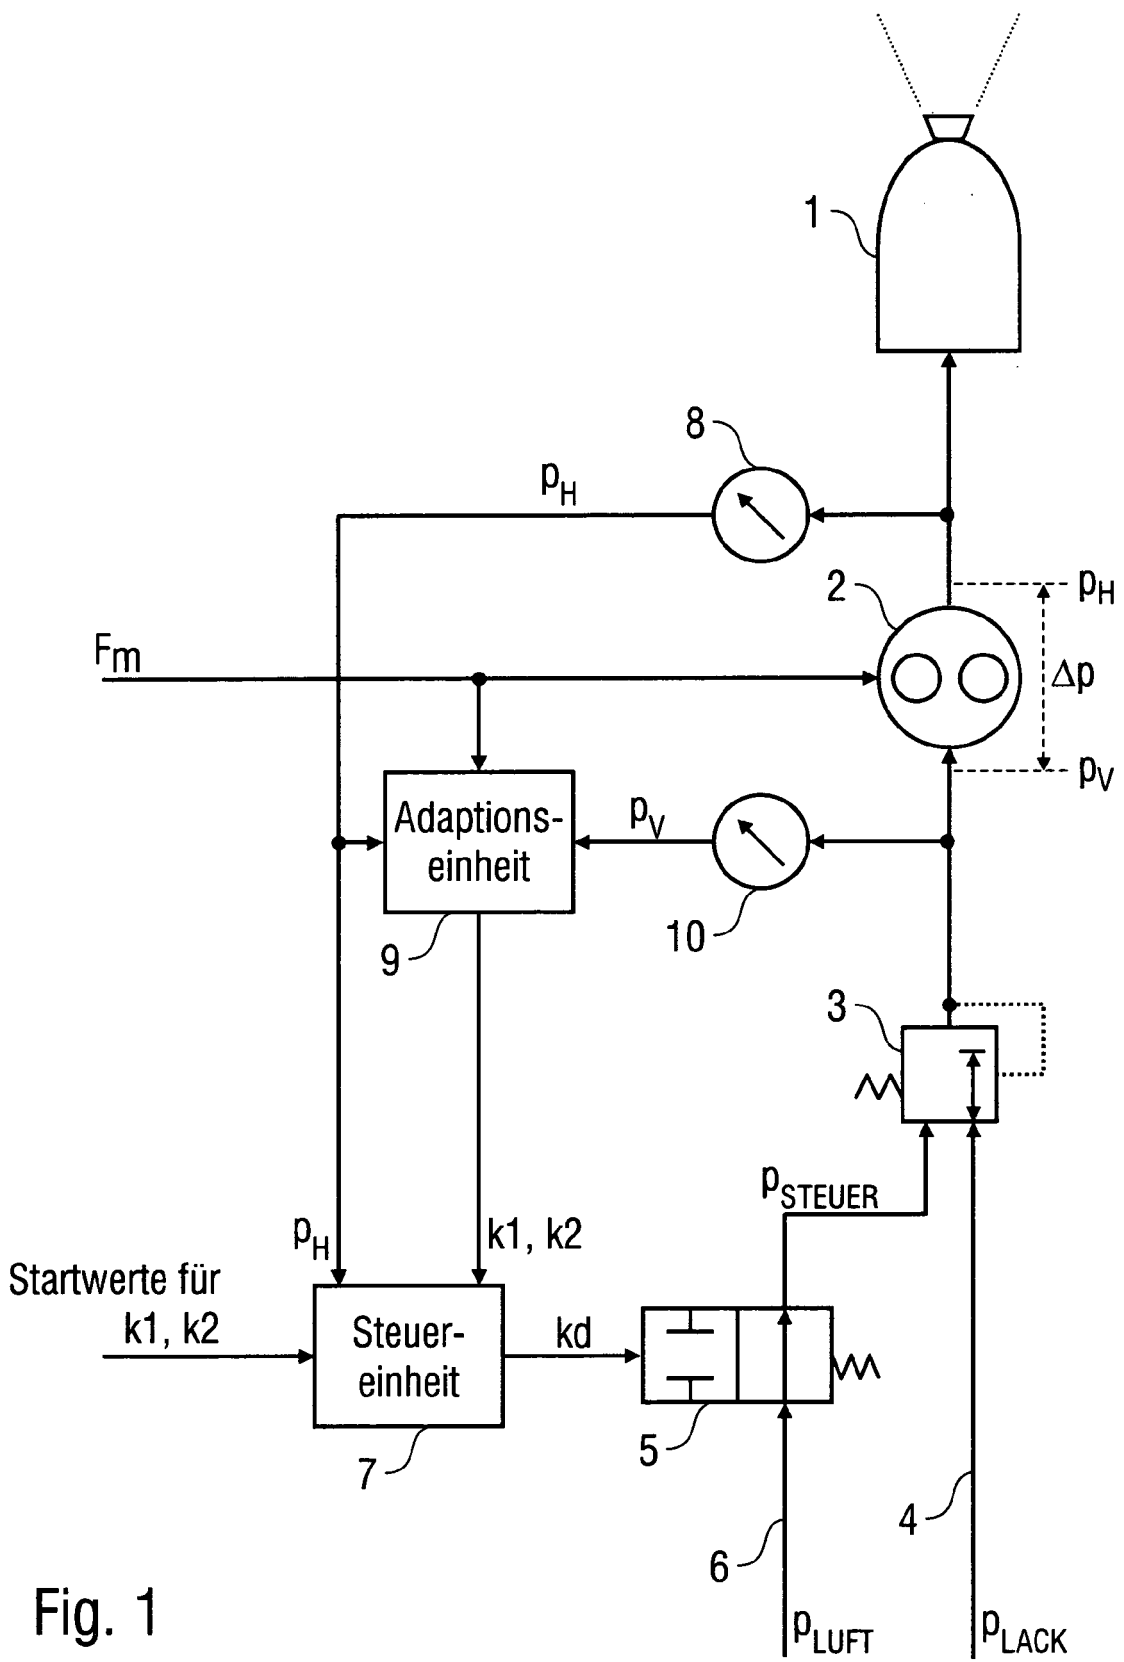 1
8
p_H
2
p_H
F_m
Δp
p_V
Adaptions-
einheit
p_V
9
10
3
p_STEUER
p_H
k1, k2
Startwerte für
k1, k2
Steuer-
einheit
kd
5
7
4
6
Fig. 1
p_LUFT
p_LACK